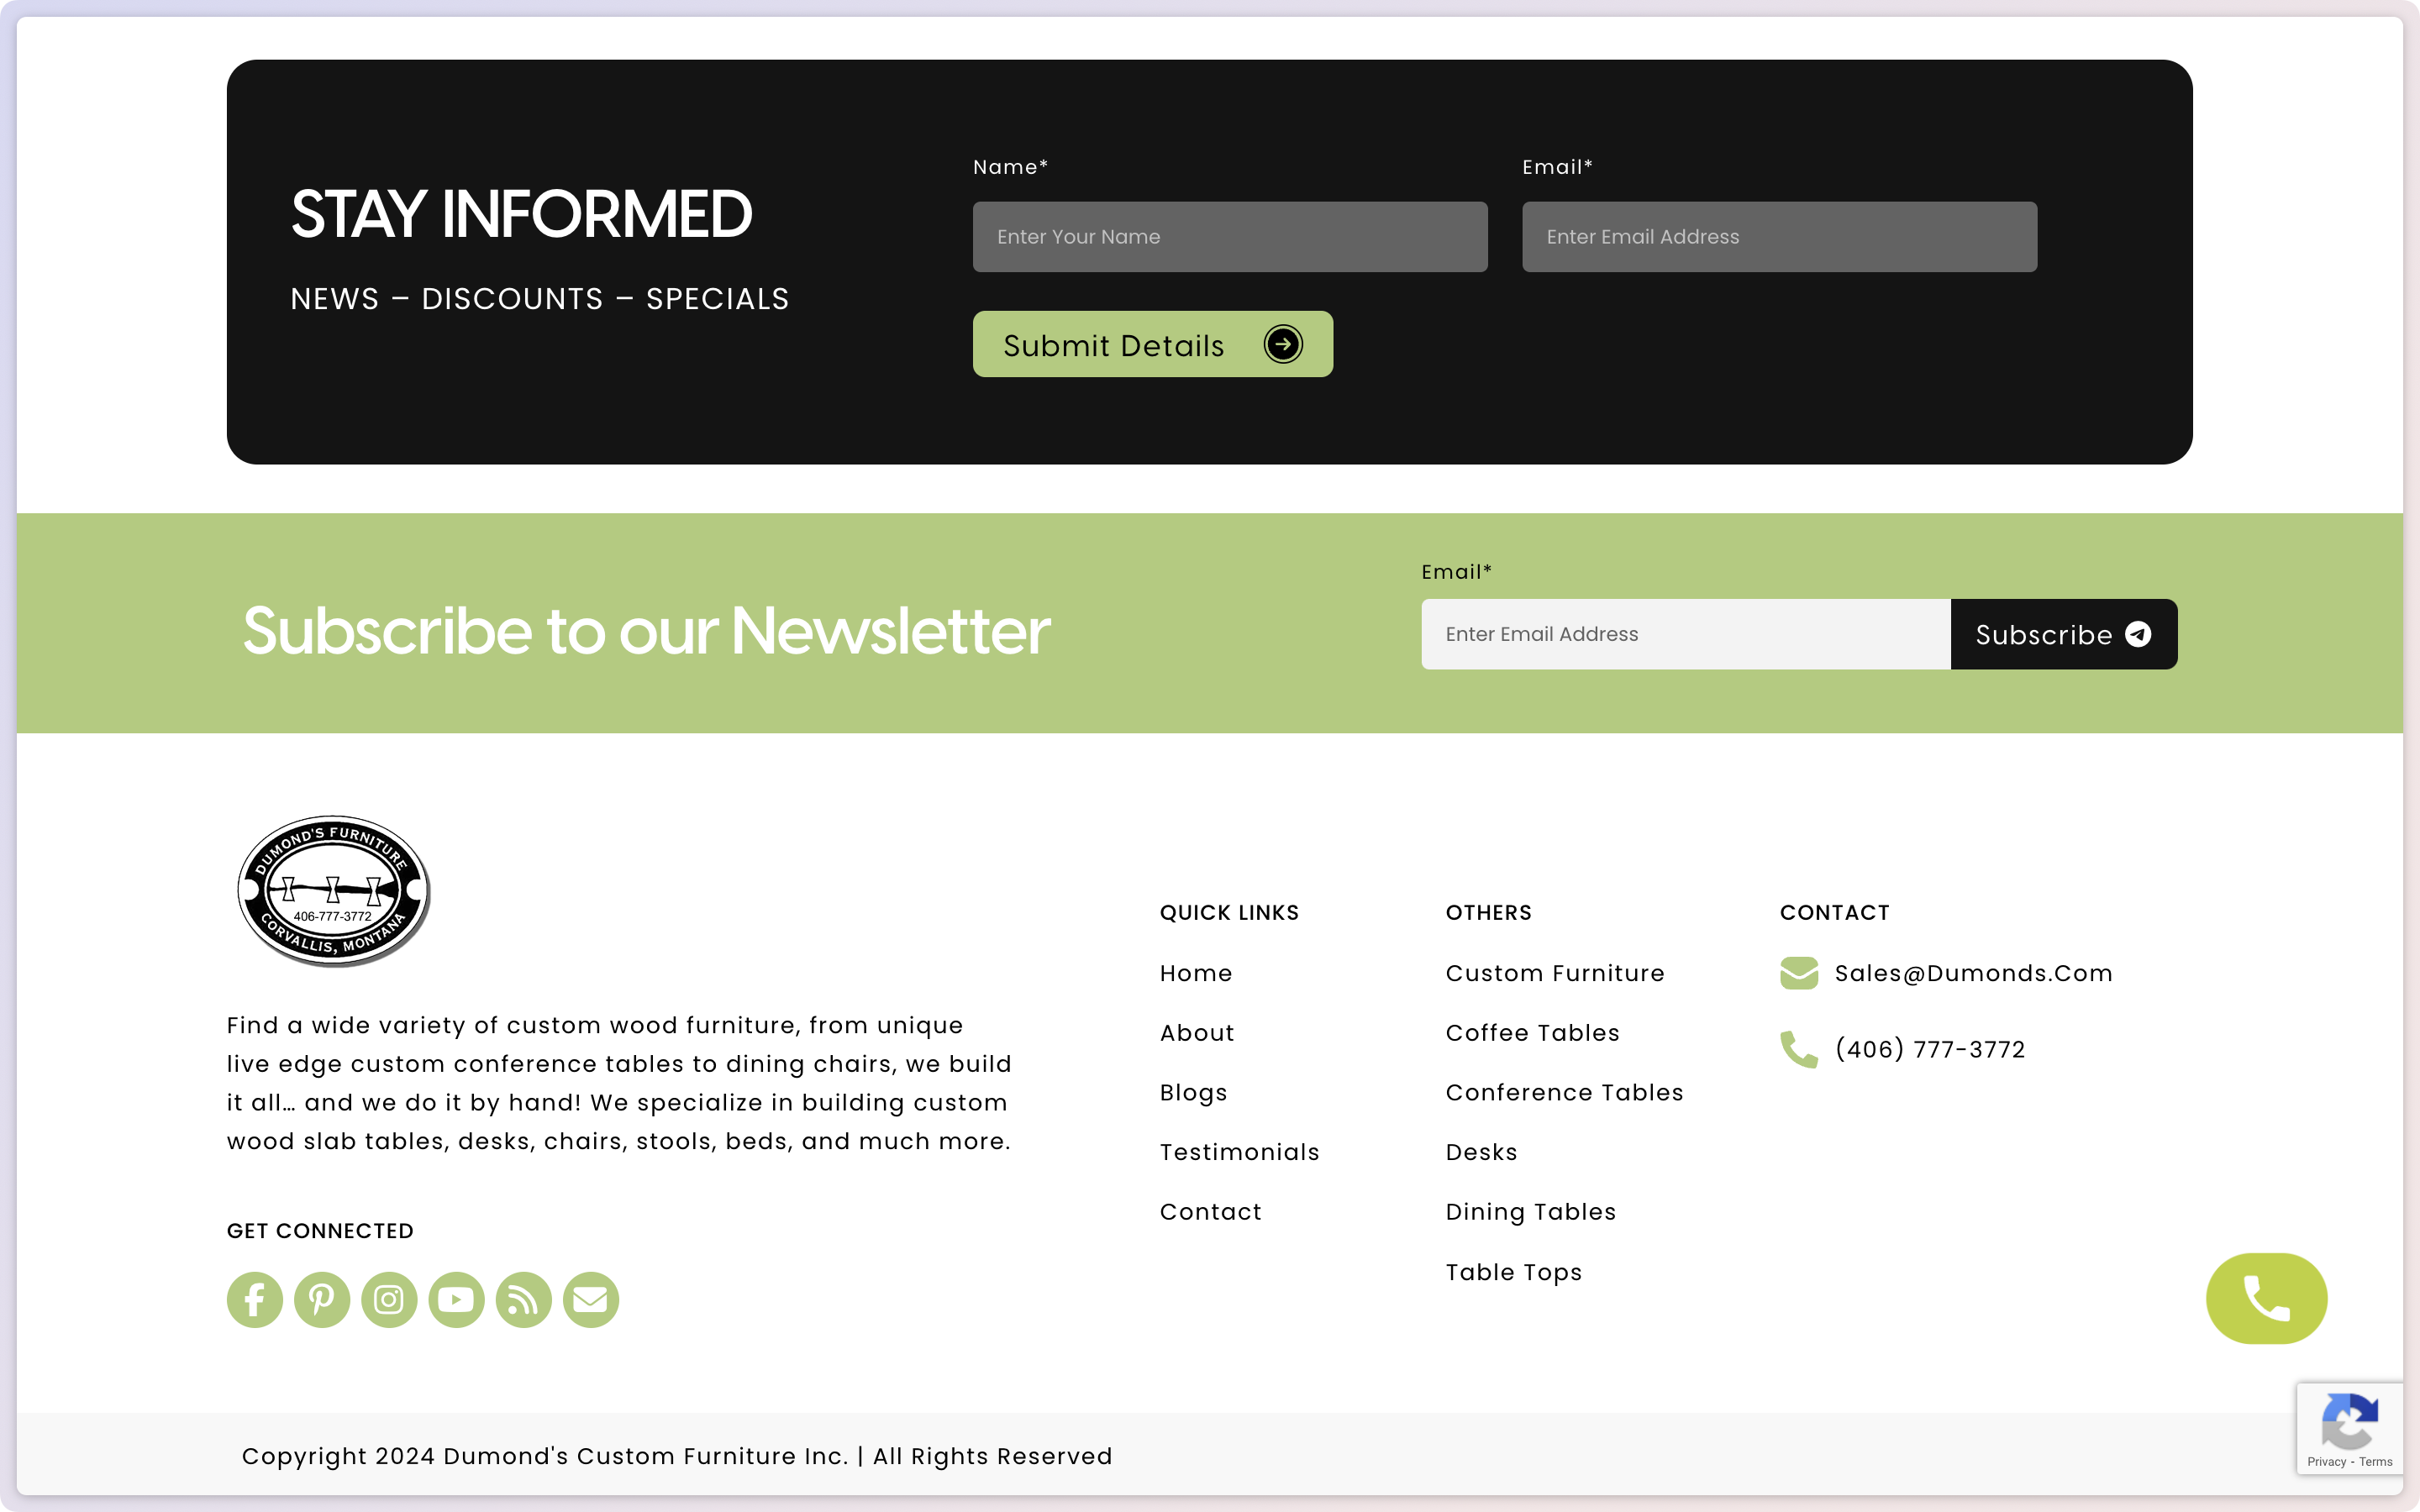 STAY INFORMED
NEWS – DISCOUNTS – SPECIALS
Name*
Email*
Enter Your Name
Enter Email Address
Submit Details
Subscribe to our Newsletter
Email*
Enter Email Address
Subscribe
DUMOND'S FURNITURE
406-777-3772
CORVALLIS, MONTANA
Find a wide variety of custom wood furniture, from unique
live edge custom conference tables to dining chairs, we build
it all... and we do it by hand! We specialize in building custom
wood slab tables, desks, chairs, stools, beds, and much more.
GET CONNECTED
QUICK LINKS
Home
About
Blogs
Testimonials
Contact
OTHERS
Custom Furniture
Coffee Tables
Conference Tables
Desks
Dining Tables
Table Tops
CONTACT
Sales@Dumonds.Com
(406) 777-3772
Copyright 2024 Dumond's Custom Furniture Inc. | All Rights Reserved
Privacy - Terms